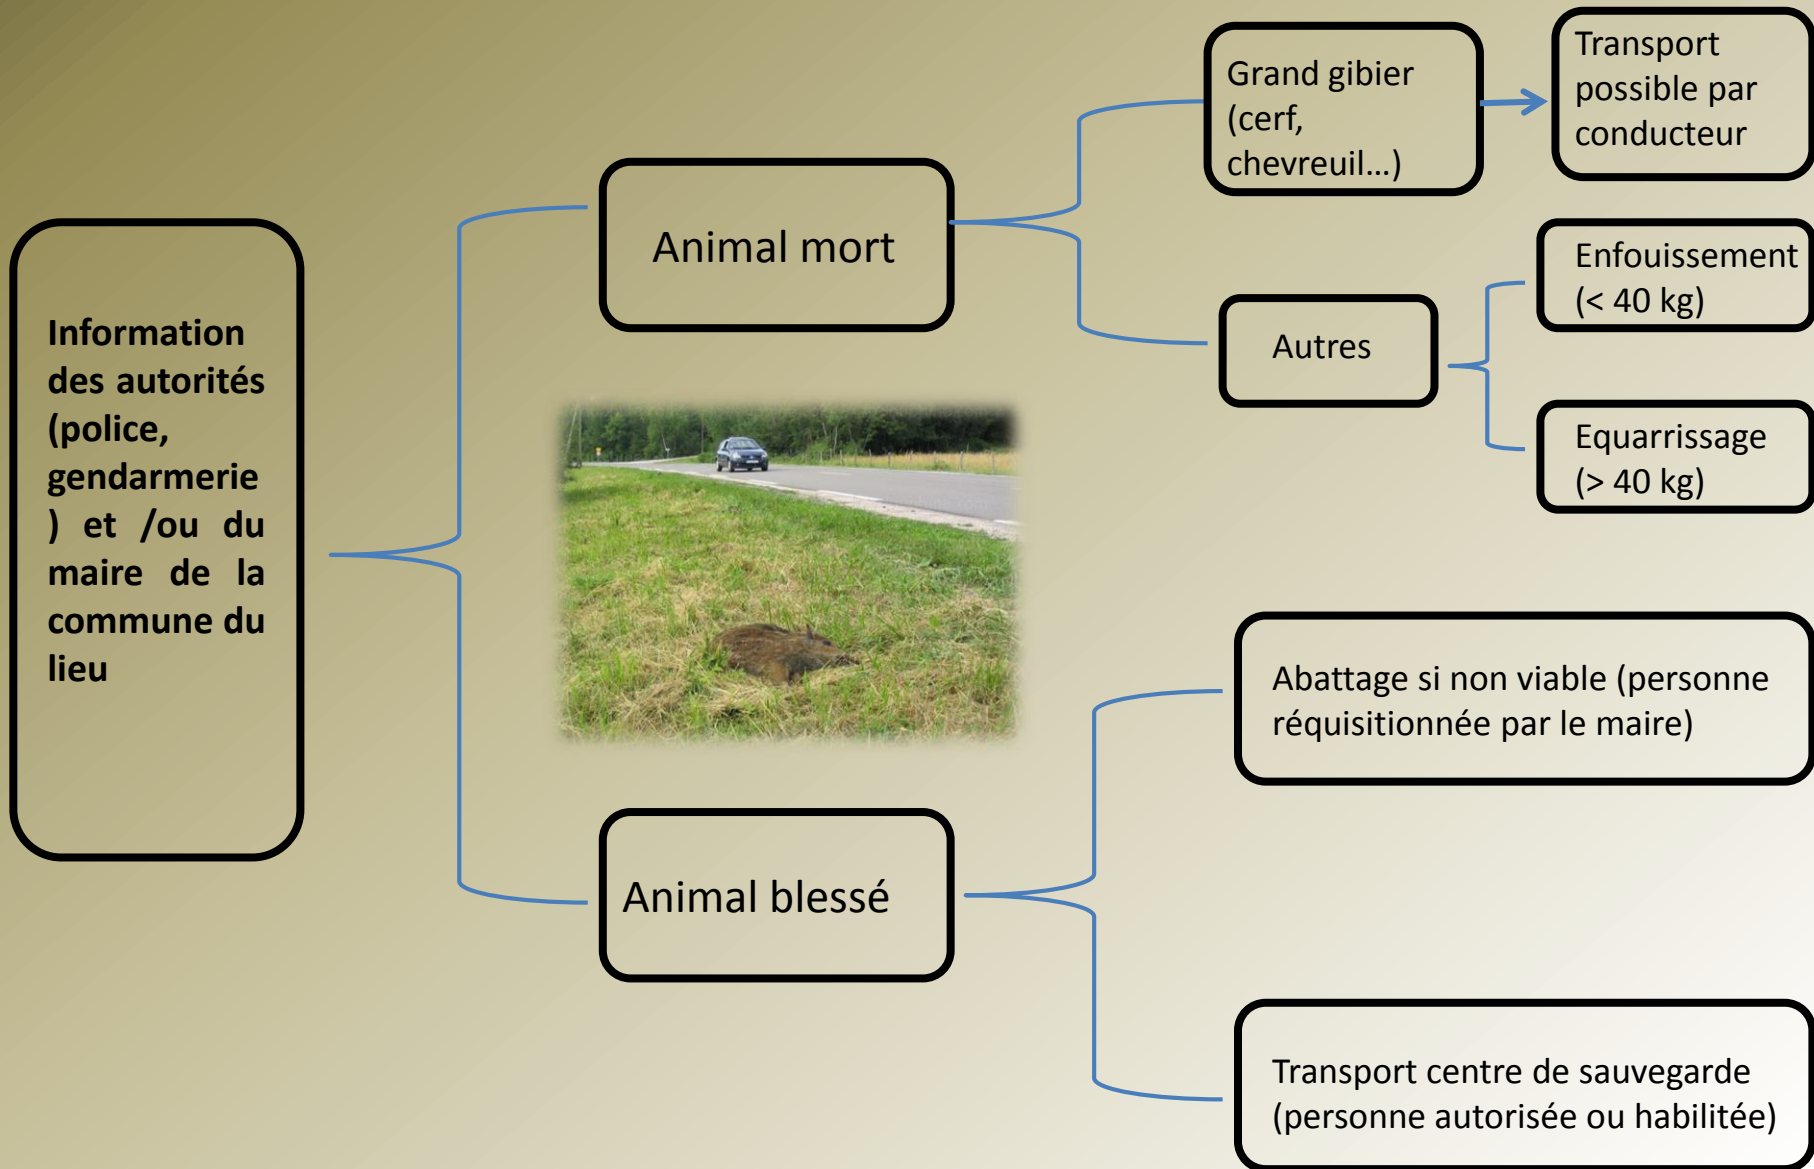 Information
des autorités
(police,
gendarmerie
) et /ou du
maire de la
commune du
lieu
Animal mort
Grand gibier
(cerf,
chevreuil…)
Transport
possible par
conducteur
Autres
Enfouissement
(< 40 kg)
Equarrissage
(> 40 kg)
Animal blessé
Abattage si non viable (personne
réquisitionnée par le maire)
Transport centre de sauvegarde
(personne autorisée ou habilitée)